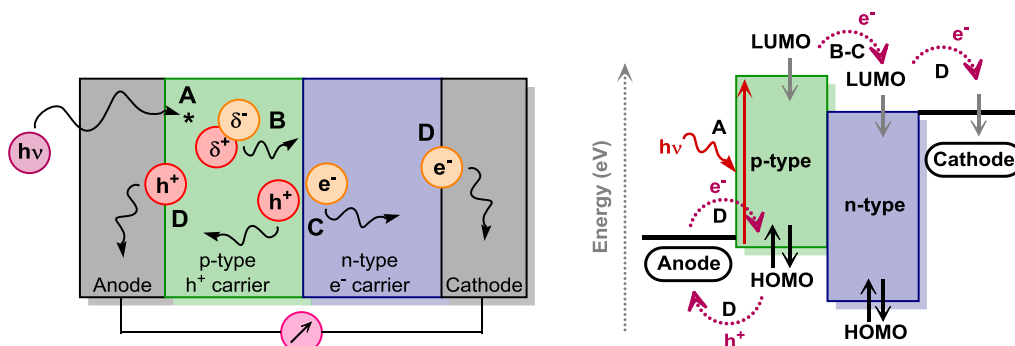 A
*
δ⁻
δ⁺
B
hν
D
h⁺
D
h⁺
e⁻
C
e⁻
p-type
h⁺ carrier
n-type
e⁻ carrier
Anode
Cathode
Energy (eV)
LUMO
e⁻
B-C
LUMO
e⁻
D
hν
A
p-type
e⁻
D
Anode
HOMO
D
h⁺
n-type
HOMO
Cathode